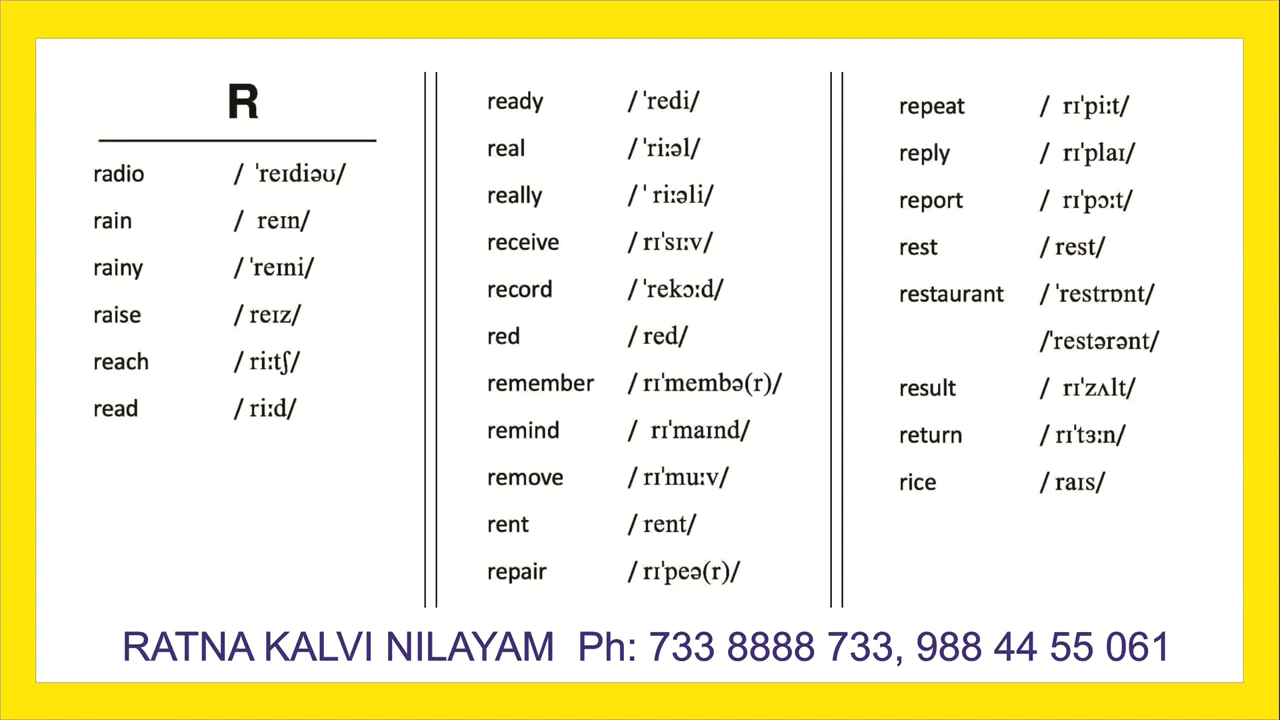 R
radio / ˈreɪdiəʊ/
rain / reɪn/
rainy / ˈreɪni/
raise / reɪz/
reach / riːtʃ/
read / riːd/
ready / ˈredi/
real / ˈriːəl/
really / ˈ riːəli/
receive / rɪˈsɪːv/
record / ˈrekɔːd/
red / red/
remember / rɪˈmembə(r)/
remind / rɪˈmaɪnd/
remove / rɪˈmuːv/
rent / rent/
repair / rɪˈpeə(r)/
repeat / rɪˈpiːt/
reply / rɪˈplaɪ/
report / rɪˈpɔːt/
rest / rest/
restaurant / ˈrestrɒnt/
/ˈrestərənt/
result / rɪˈzʌlt/
return / rɪˈtɜːn/
rice / raɪs/
RATNA KALVI NILAYAM Ph: 733 8888 733, 988 44 55 061